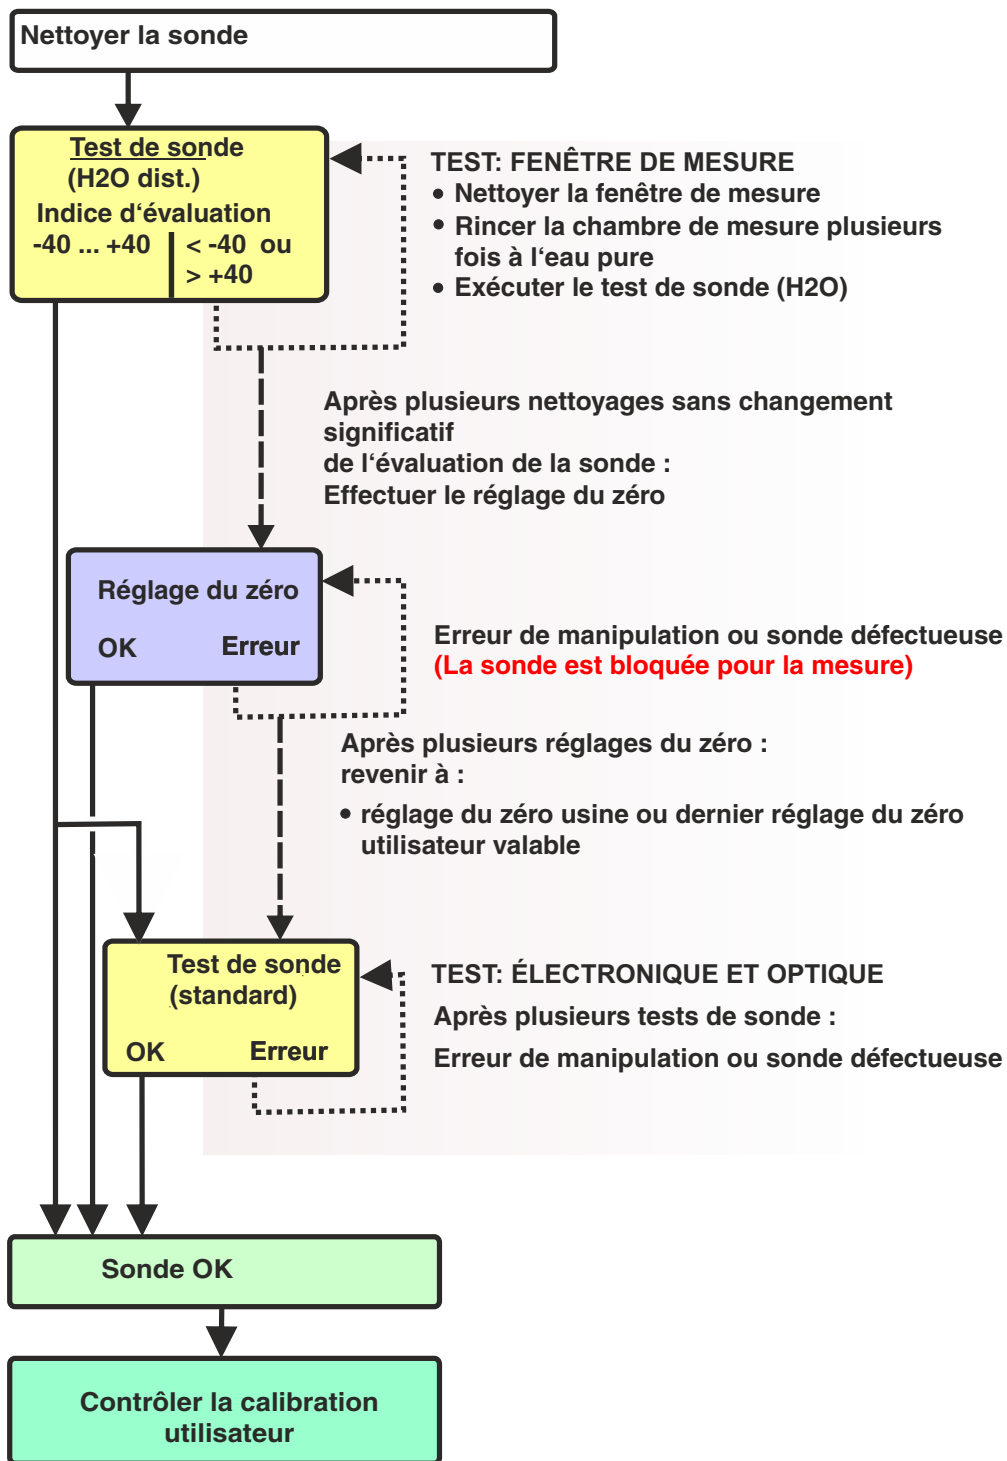 Nettoyer la sonde
Test de sonde
(H2O dist.)
Indice d‘évaluation
-40 ... +40 < -40 ou
> +40
TEST: FENÊTRE DE MESURE
• Nettoyer la fenêtre de mesure
• Rincer la chambre de mesure plusieurs
fois à l‘eau pure
• Exécuter le test de sonde (H2O)
Après plusieurs nettoyages sans changement
significatif
de l‘évaluation de la sonde :
Effectuer le réglage du zéro
Réglage du zéro
OK Erreur
Erreur de manipulation ou sonde défectueuse
(La sonde est bloquée pour la mesure)
Après plusieurs réglages du zéro :
revenir à :
• réglage du zéro usine ou dernier réglage du zéro
utilisateur valable
Test de sonde
(standard)
OK Erreur
TEST: ÉLECTRONIQUE ET OPTIQUE
Après plusieurs tests de sonde :
Erreur de manipulation ou sonde défectueuse
Sonde OK
Contrôler la calibration
utilisateur